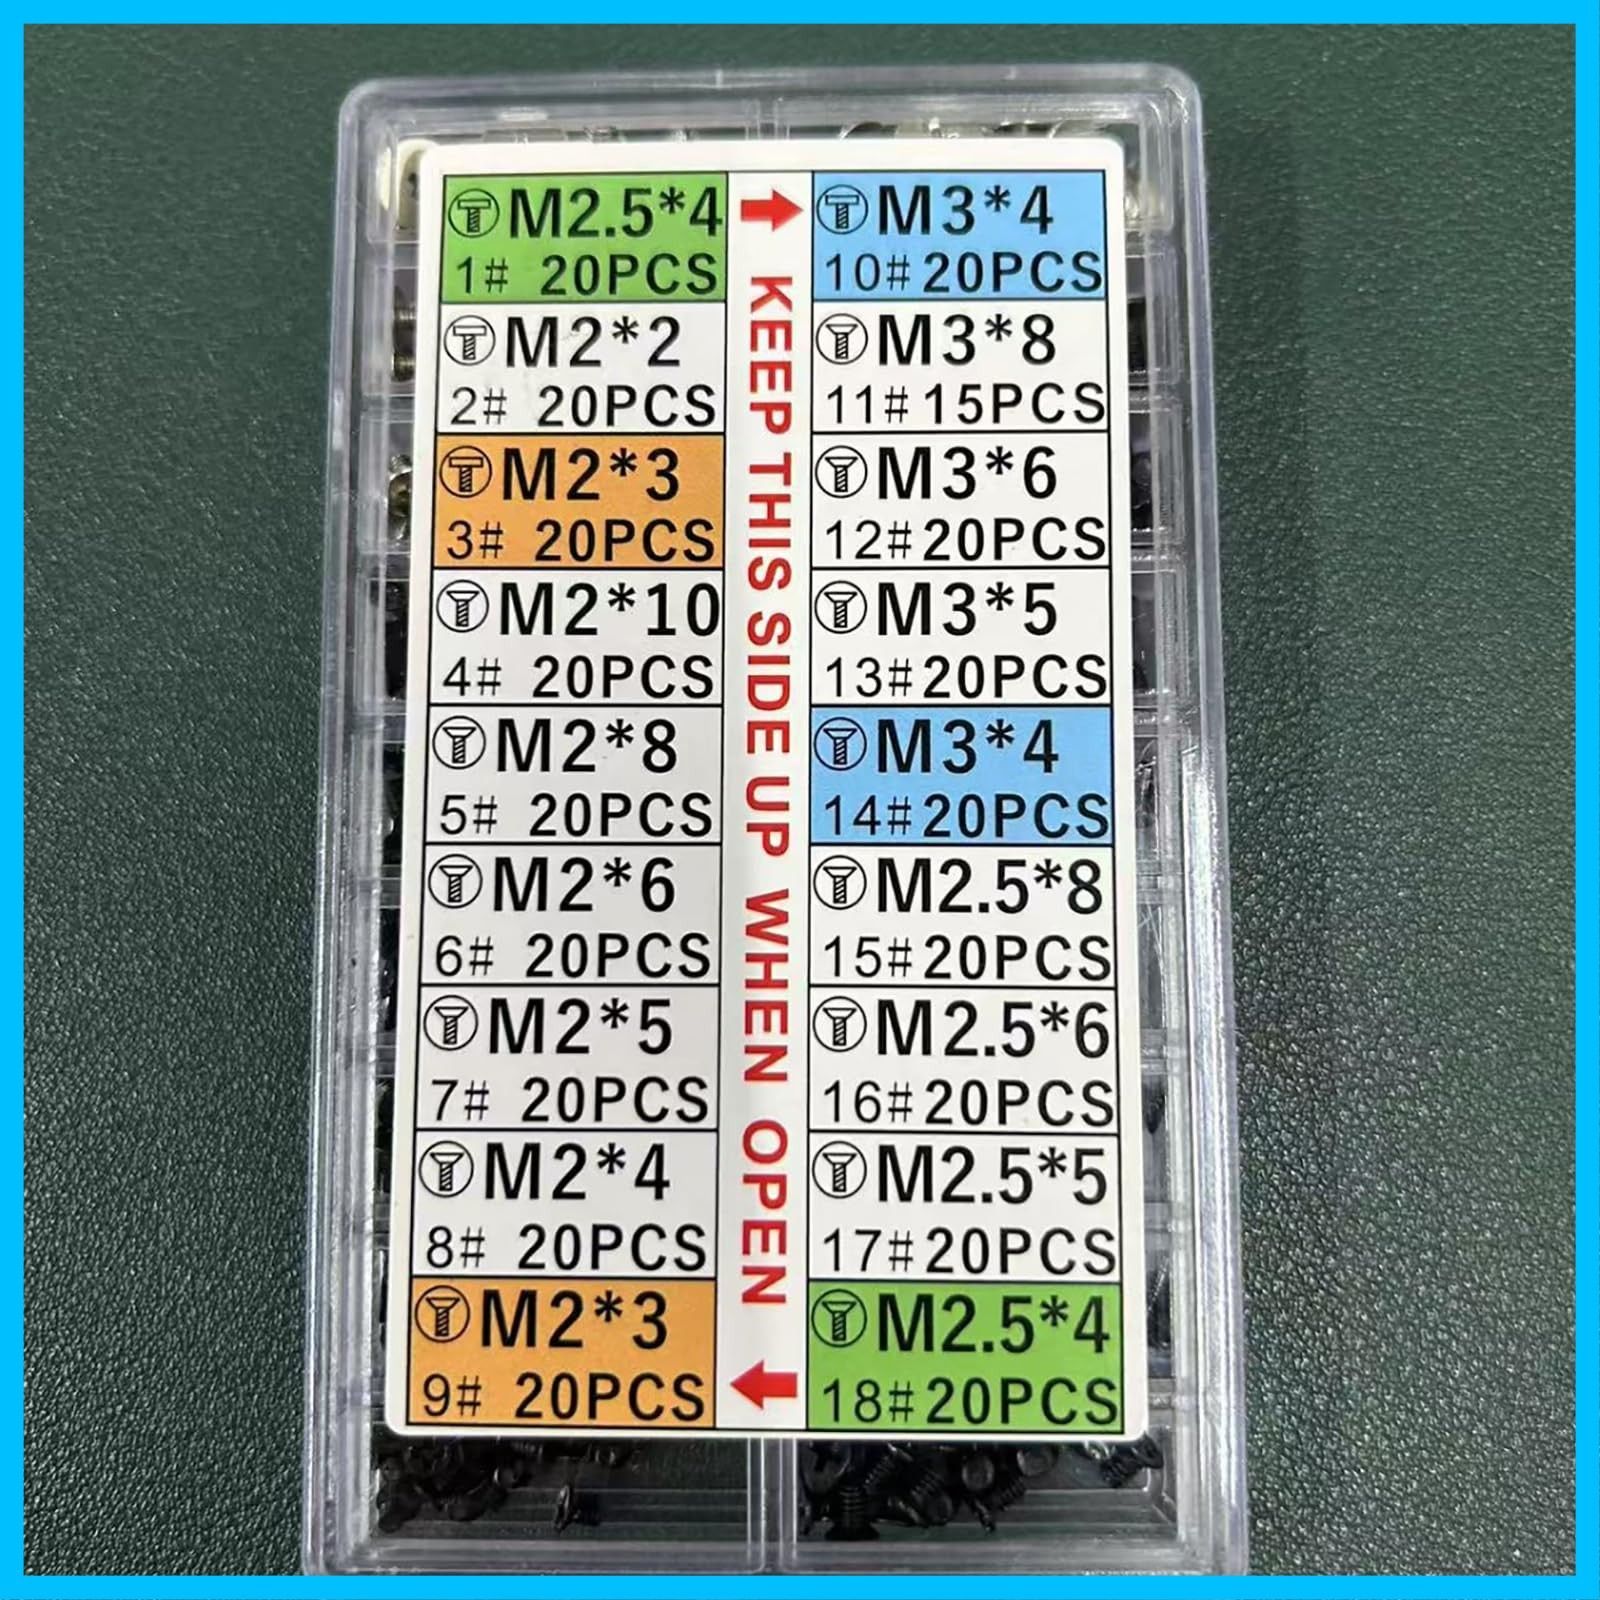 M2.5*4
1# 20PCS
M2*2
2# 20PCS
M2*3
3# 20PCS
M2*10
4# 20PCS
M2*8
5# 20PCS
M2*6
6# 20PCS
M2*5
7# 20PCS
M2*4
8# 20PCS
M2*3
9# 20PCS
KEEP THIS SIDE UP WHEN OPEN
M3*4
10# 20PCS
M3*8
11# 15PCS
M3*6
12# 20PCS
M3*5
13# 20PCS
M3*4
14# 20PCS
M2.5*8
15# 20PCS
M2.5*6
16# 20PCS
M2.5*5
17# 20PCS
M2.5*4
18# 20PCS